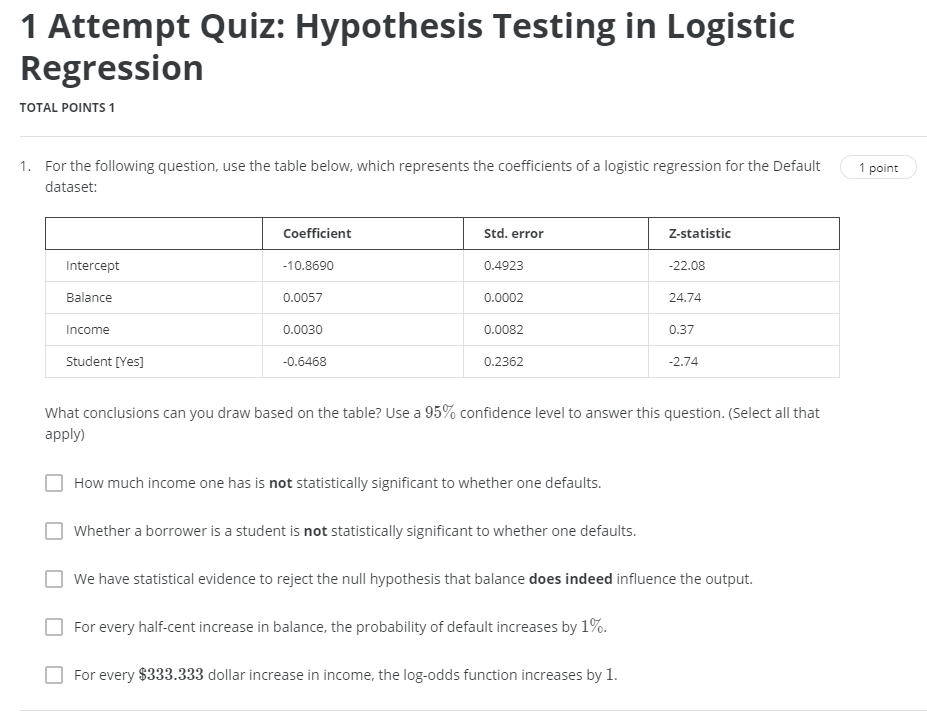 1 Attempt Quiz: Hypothesis Testing in Logistic
Regression
TOTAL POINTS 1
1. For the following question, use the table below, which represents the coefficients of a logistic regression for the Default 1 point
dataset:
Coefficient Std. error Z-statistic
Intercept -10.8690 0.4923 -22.08
Balance 0.0057 0.0002 24.74
Income 0.0030 0.0082 0.37
Student [Yes] -0.6468 0.2362 -2.74
What conclusions can you draw based on the table? Use a 95% confidence level to answer this question. (Select all that
apply)
How much income one has is not statistically significant to whether one defaults.
Whether a borrower is a student is not statistically significant to whether one defaults.
We have statistical evidence to reject the null hypothesis that balance does indeed influence the output.
For every half-cent increase in balance, the probability of default increases by 1%.
For every $333.333 dollar increase in income, the log-odds function increases by 1.